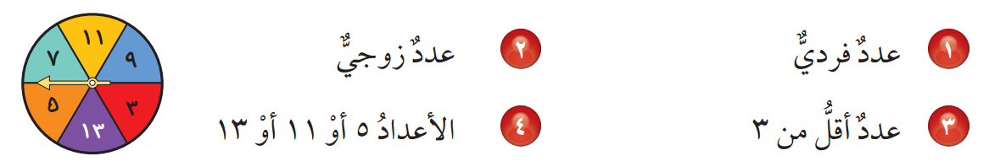 ١ عددٌ فرديٌّ
٢ عددٌ زوجيٌّ
٣ عددٌ أقلُّ من ٣
٤ الأعدادُ ٥ أوْ ١١ أوْ ١٣
١١
٩
٣
١٣
٥
٧